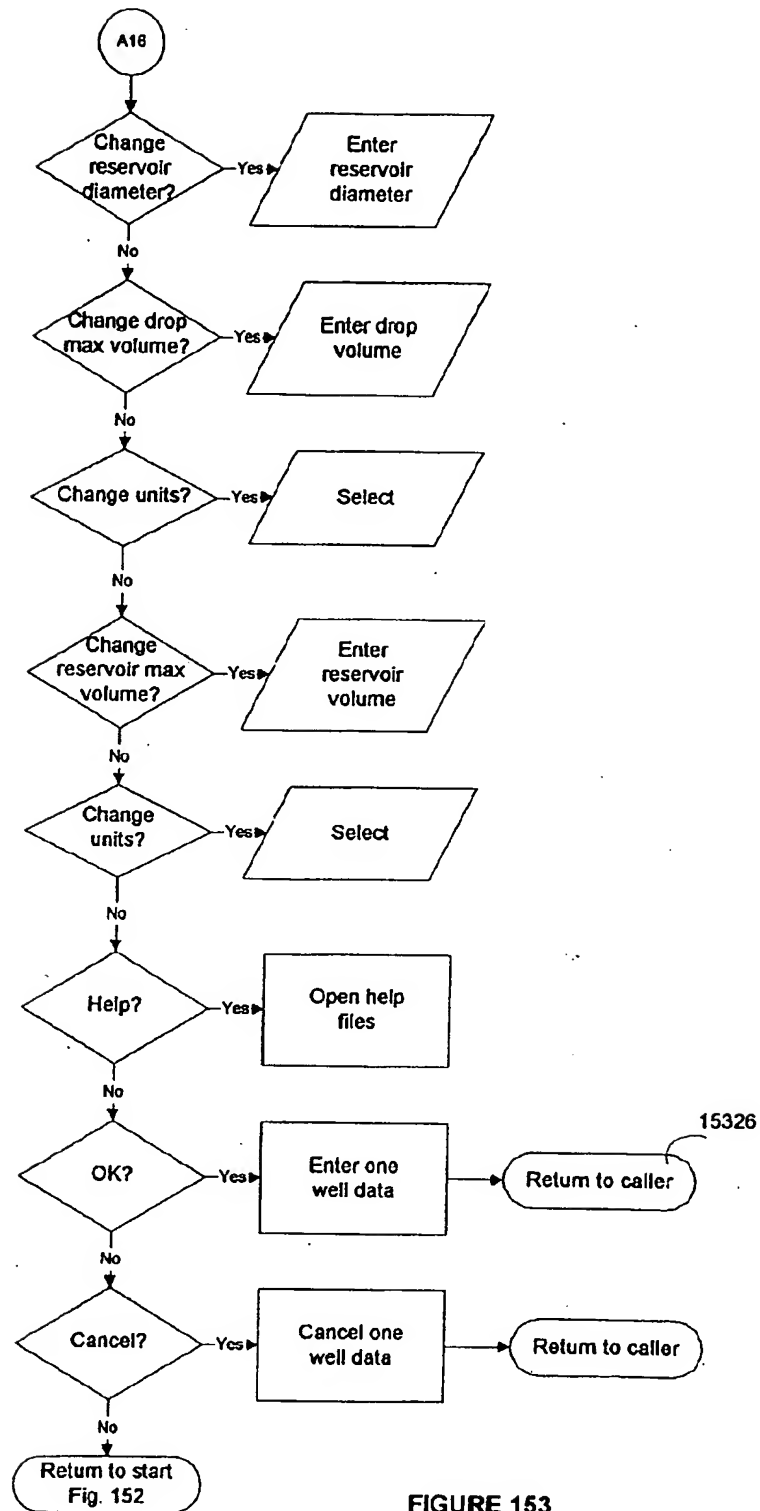 A16
Change
reservoir
diameter?
Yes
Enter
reservoir
diameter
No
Change drop
max volume?
Yes
Enter drop
volume
No
Change units?
Yes
Select
No
Change
reservoir max
volume?
Yes
Enter
reservoir
volume
No
Change
units?
Yes
Select
No
Help?
Yes
Open help
files
No
15326
OK?
Yes
Enter one
well data
Return to caller
No
Cancel?
Yes
Cancel one
well data
Return to caller
No
Return to start
Fig. 152
FIGURE 153